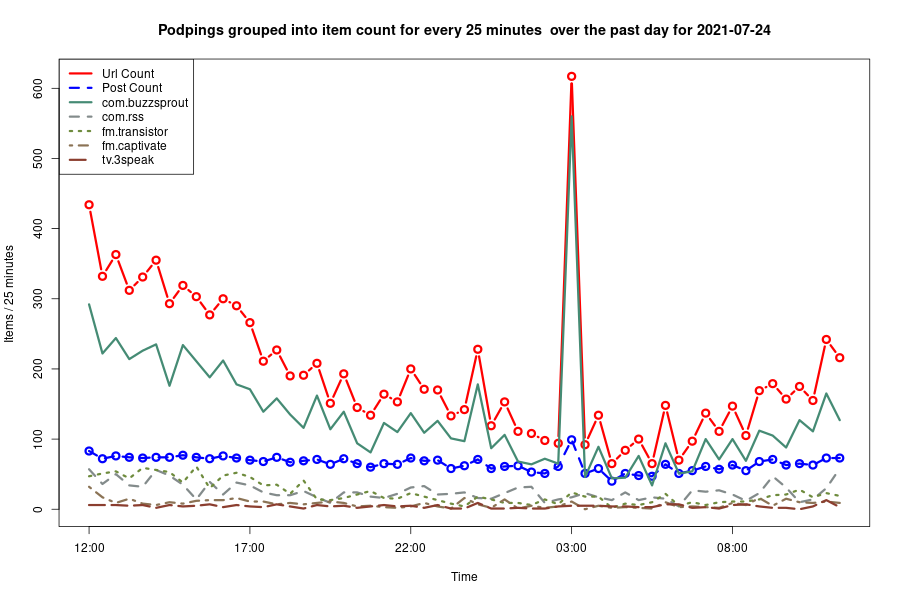 Podpings grouped into item count for every 25 minutes  over the past day for 2021-07-24
Url Count
Post Count
com.buzzsprout
com.rss
fm.transistor
fm.captivate
tv.3speak
Items / 25 minutes
600
500
400
300
200
100
0
12:00 17:00 22:00 03:00 08:00
Time